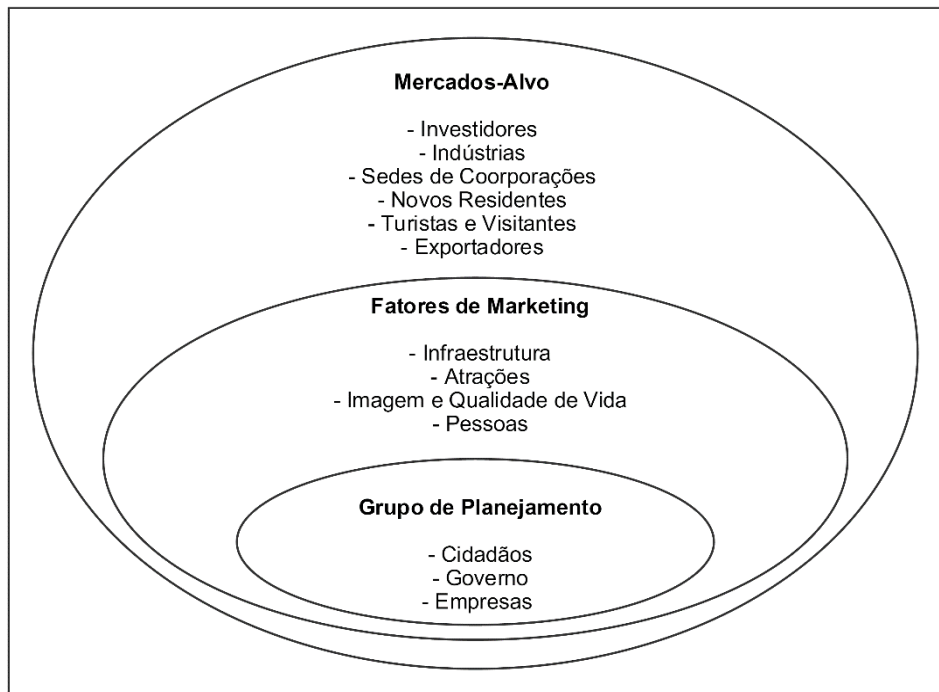 Mercados-Alvo
- Investidores
- Indústrias
- Sedes de Coorporações
- Novos Residentes
- Turistas e Visitantes
- Exportadores
Fatores de Marketing
- Infraestrutura
- Atrações
- Imagem e Qualidade de Vida
- Pessoas
Grupo de Planejamento
- Cidadãos
- Governo
- Empresas